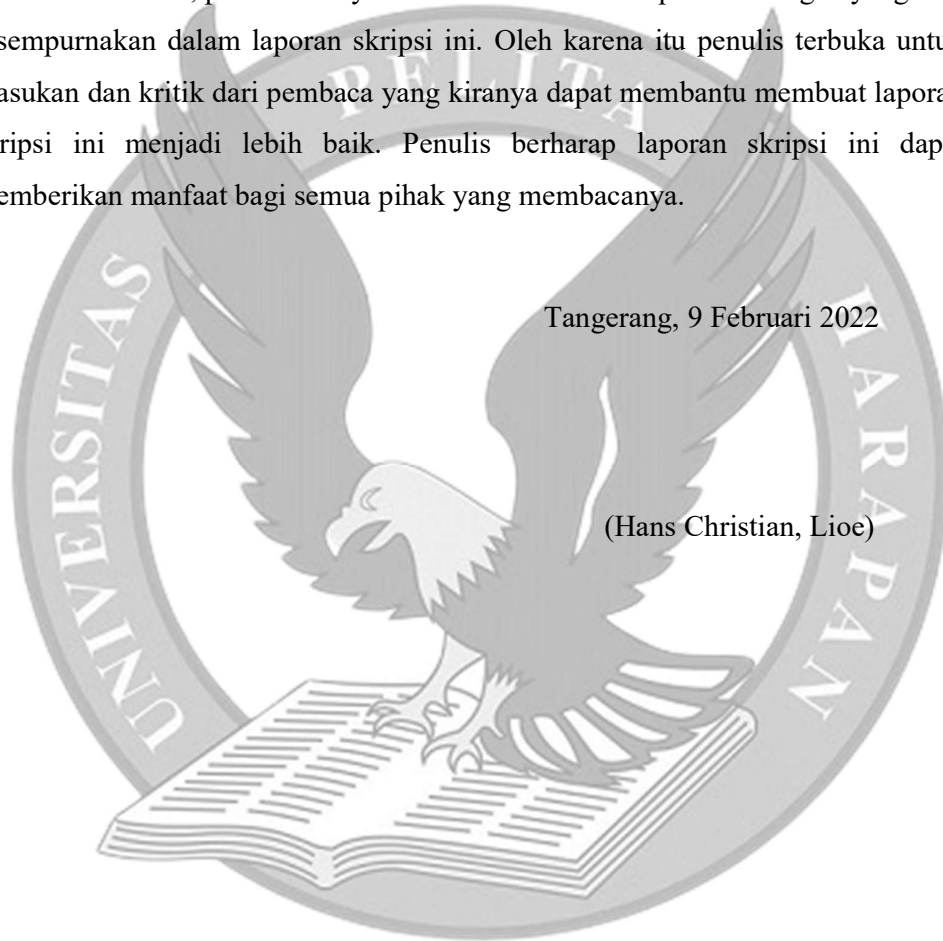 sempurnakan dalam laporan skripsi ini. Oleh karena itu penulis terbuka untu
asukan dan kritik dari pembaca yang kiranya dapat membantu membuat lapora
ripsi ini menjadi lebih baik. Penulis berharap laporan skripsi ini dap
emberikan manfaat bagi semua pihak yang membacanya.
UNIVERSITAS PELITA HARAPAN
Tangerang, 9 Februari 2022
(Hans Christian, Lioe)